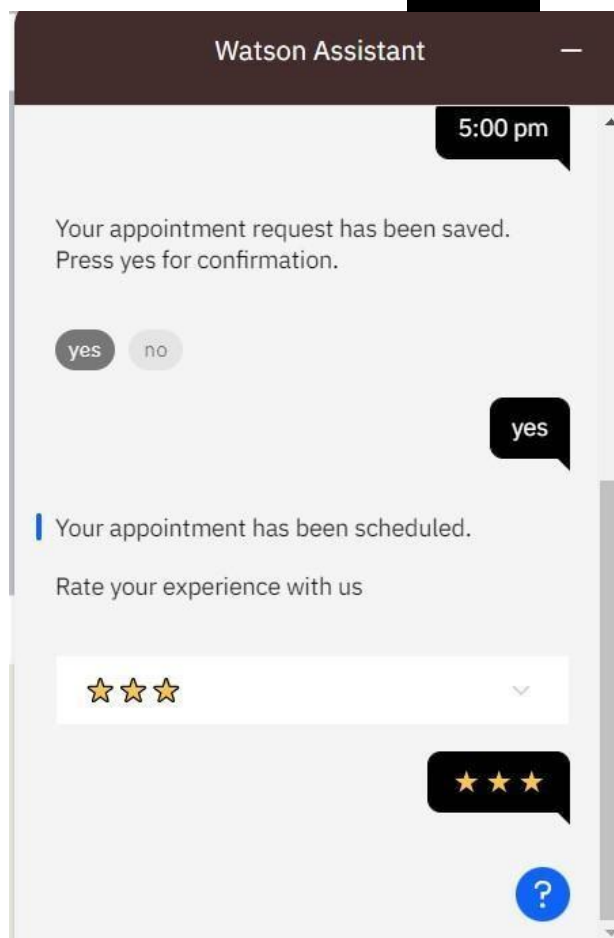 Watson Assistant
5:00 pm
Your appointment request has been saved.
Press yes for confirmation.
yes no
yes
Your appointment has been scheduled.
Rate your experience with us
?